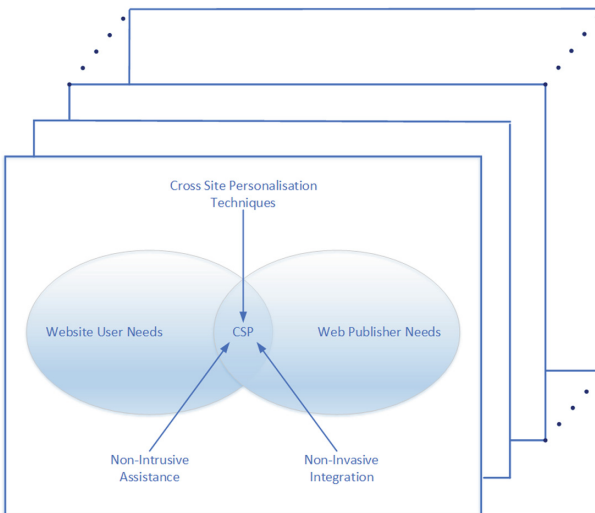 Cross Site Personalisation
Techniques
Website User Needs
CSP
Web Publisher Needs
Non-Intrusive
Assistance
Non-Invasive
Integration